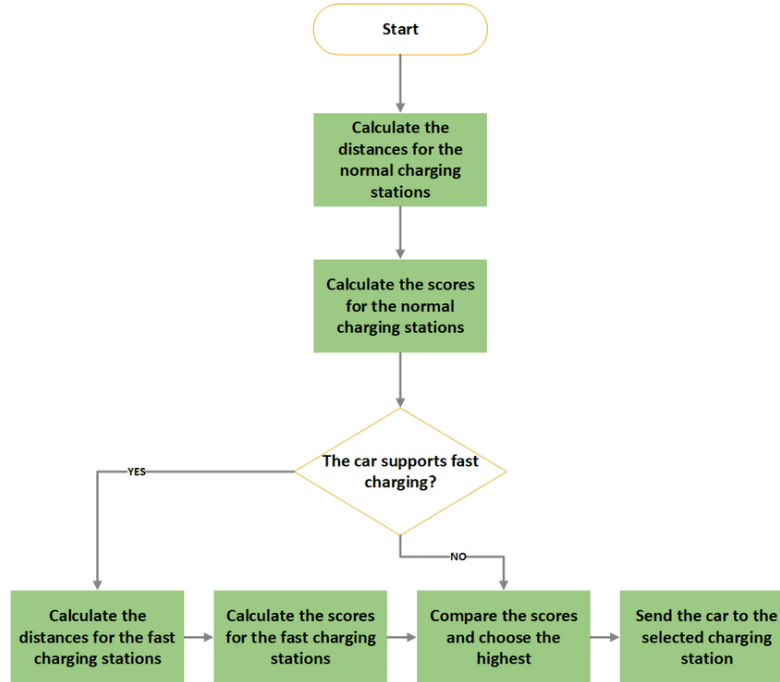 Start
Calculate the
distances for the
normal charging
stations
Calculate the scores
for the normal
charging stations
The car supports fast
charging?
YES
NO
Calculate the
distances for the fast
charging stations
Calculate the scores
for the fast charging
stations
Compare the scores
and choose the
highest
Send the car to the
selected charging
station